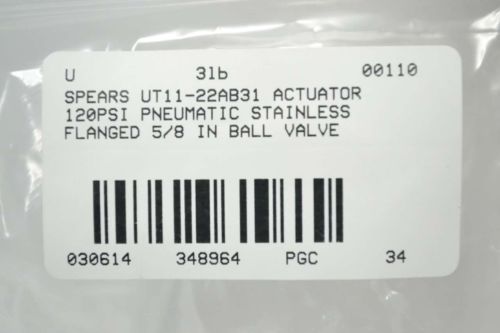 U 3lb 00110
SPEARS UT11-22AB31 ACTUATOR
120PSI PNEUMATIC STAINLESS
FLANGED 5/8 IN BALL VALVE
030614 348964 PGC 34